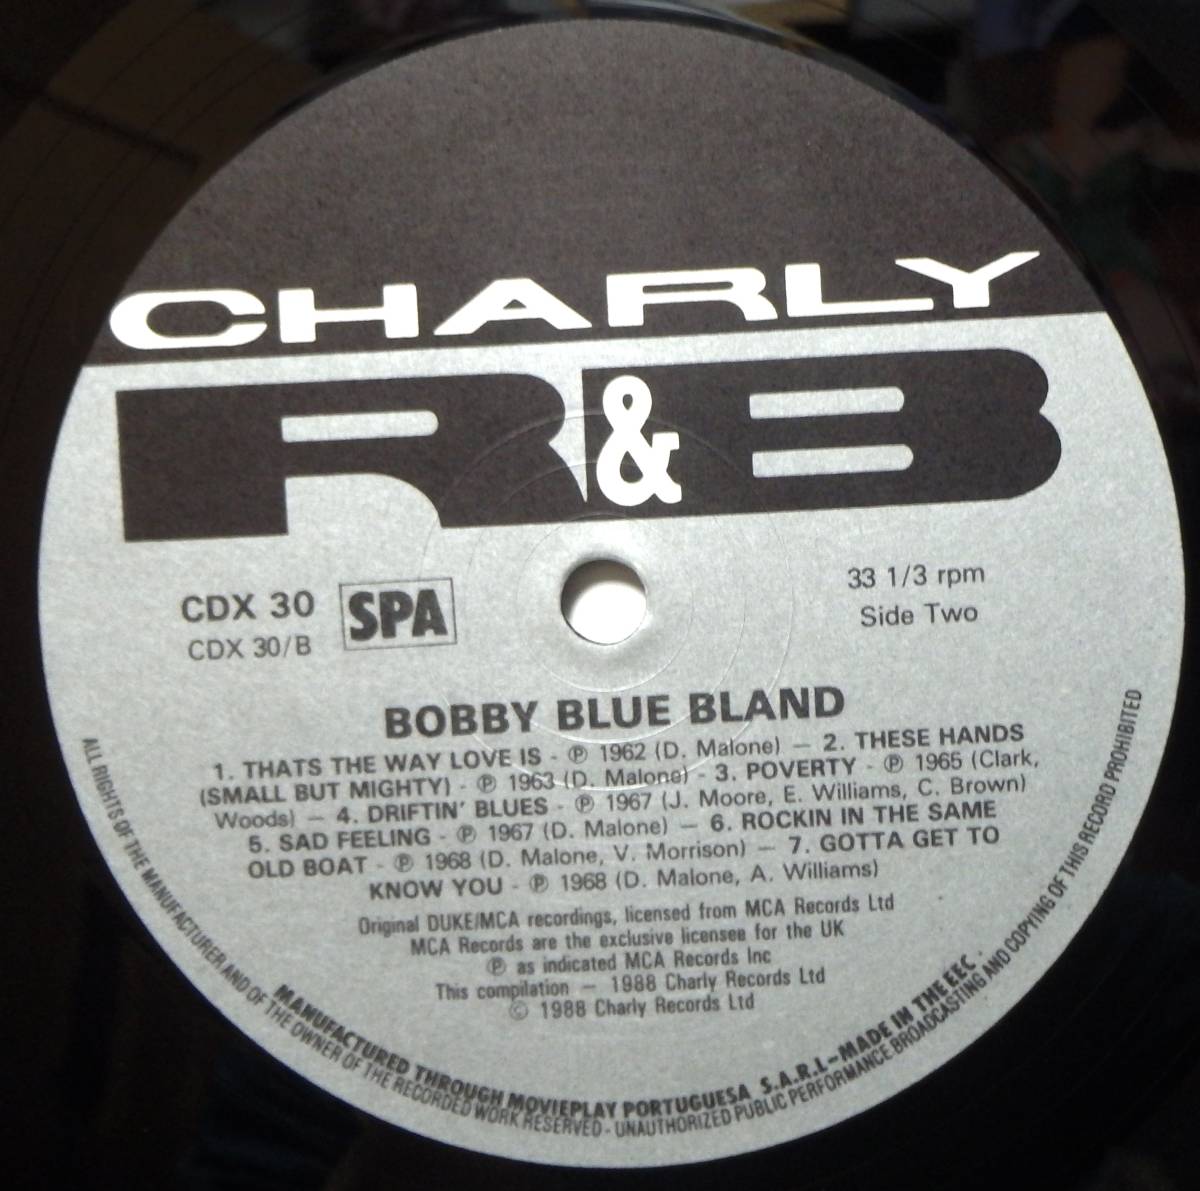 CHARLY
R&B
CDX 30
CDX 30/B
SPA
33 1/3 rpm
Side Two
BOBBY BLUE BLAND
1. THATS THE WAY LOVE IS - ℗ 1962 (D. Malone) — 2. THESE HANDS
(SMALL BUT MIGHTY) - ℗ 1963 (D. Malone) - 3. POVERTY - ℗ 1965 (Clark,
Woods) — 4. DRIFTIN' BLUES - ℗ 1967 (J. Moore, E. Williams, C. Brown)
5. SAD FEELING - ℗ 1967 (D. Malone) — 6. ROCKIN IN THE SAME
OLD BOAT - ℗ 1968 (D. Malone, V. Morrison) — 7. GOTTA GET TO
KNOW YOU - ℗ 1968 (D. Malone, A. Williams)
Original DUKE/MCA recordings, licensed from MCA Records Ltd
MCA Records are the exclusive licensee for the UK
℗ as indicated MCA Records Inc
This compilation — 1988 Charly Records Ltd
© 1988 Charly Records Ltd
MANUFACTURED THROUGH MOVIEPLAY PORTUGUESA S.A.R.L-MADE IN THE EEC.
ALL RIGHTS OF THE MANUFACTURER AND OF THE OWNER OF THE RECORDED WORK RESERVED - UNAUTHORIZED PUBLIC PERFORMANCE BROADCASTING AND COPYING OF THIS RECORD PROHIBITED